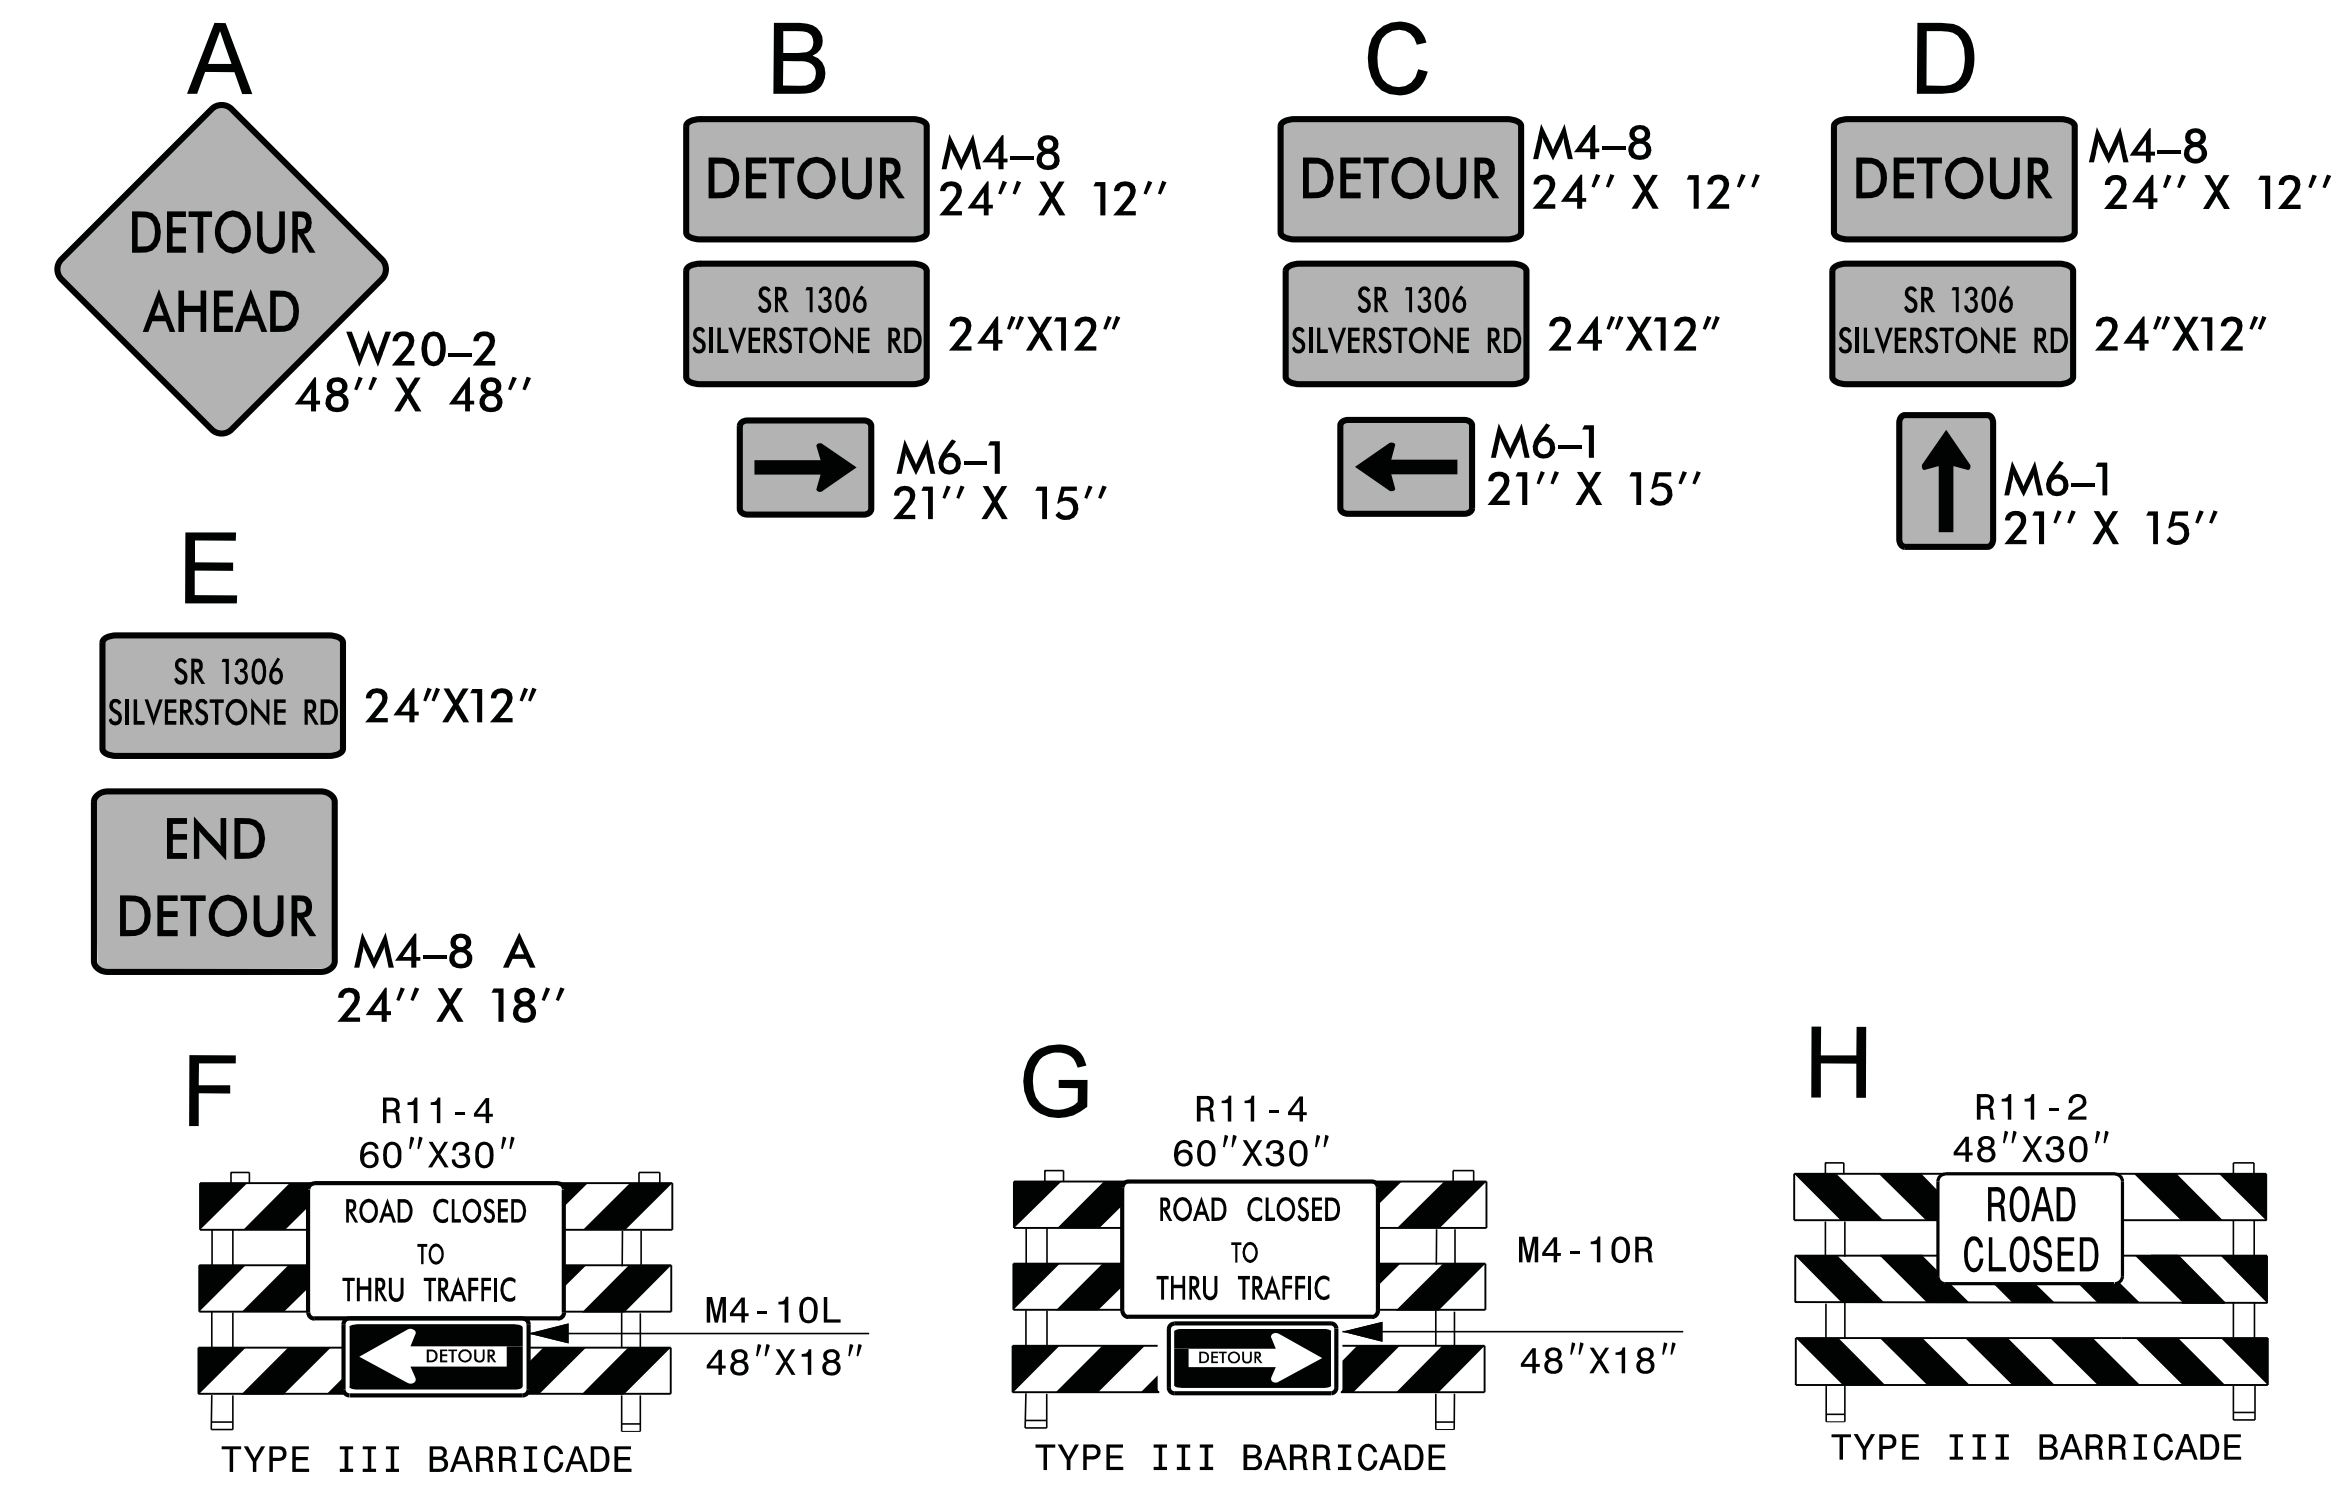 A
DETOUR
AHEAD
W20–2
48'' X 48''
B
DETOUR
M4–8
24'' X 12''
SR 1306
SILVERSTONE RD
24"X12"
M6–1
21'' X 15''
C
DETOUR
M4–8
24'' X 12''
SR 1306
SILVERSTONE RD
24"X12"
M6–1
21'' X 15''
D
DETOUR
M4–8
24'' X 12''
SR 1306
SILVERSTONE RD
24"X12"
M6–1
21'' X 15''
E
SR 1306
SILVERSTONE RD
24"X12"
END
DETOUR
M4–8 A
24'' X 18''
F
R11-4
60"X30"
ROAD CLOSED
TO
THRU TRAFFIC
DETOUR
M4-10L
48"X18"
TYPE III BARRICADE
G
R11-4
60"X30"
ROAD CLOSED
TO
THRU TRAFFIC
DETOUR
M4-10R
48"X18"
TYPE III BARRICADE
H
R11-2
48"X30"
ROAD
CLOSED
TYPE III BARRICADE